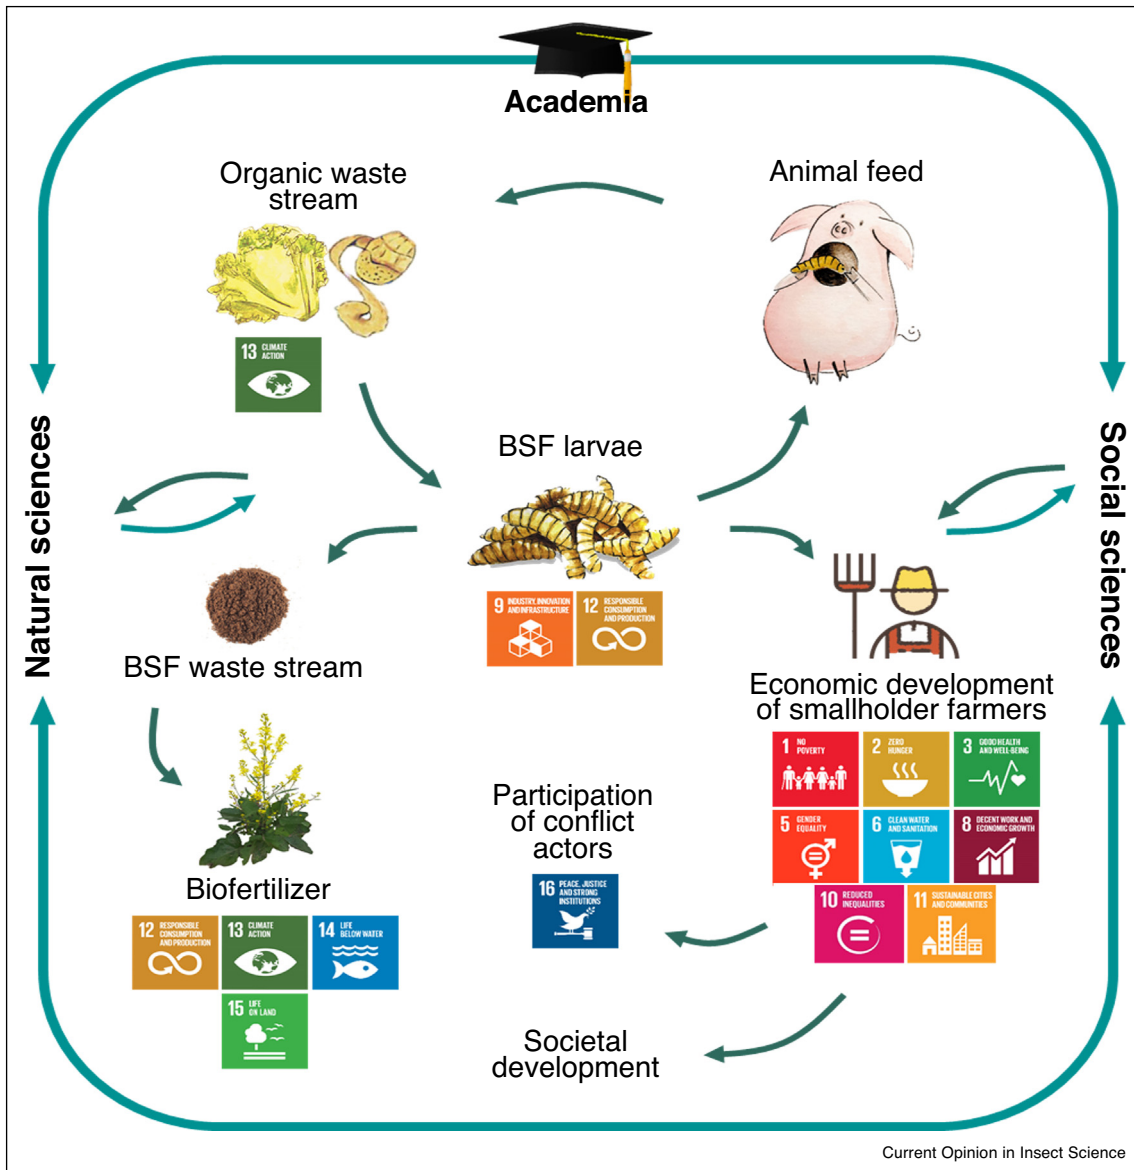 Academia
Organic waste
stream
Animal feed
13 CLIMATE
ACTION
BSF larvae
Natural sciences
Social sciences
9 INDUSTRY, INNOVATION
AND INFRASTRUCTURE
12 RESPONSIBLE
CONSUMPTION
AND PRODUCTION
BSF waste stream
Economic development
of smallholder farmers
1 NO
POVERTY
2 ZERO
HUNGER
3 GOOD HEALTH
AND WELL-BEING
5 GENDER
EQUALITY
6 CLEAN WATER
AND SANITATION
8 DECENT WORK AND
ECONOMIC GROWTH
10 REDUCED
INEQUALITIES
11 SUSTAINABLE CITIES
AND COMMUNITIES
Participation
of conflict
actors
16 PEACE, JUSTICE
AND STRONG
INSTITUTIONS
Biofertilizer
12 RESPONSIBLE
CONSUMPTION
AND PRODUCTION
13 CLIMATE
ACTION
14 LIFE
BELOW WATER
15 LIFE
ON LAND
Societal
development
Current Opinion in Insect Science